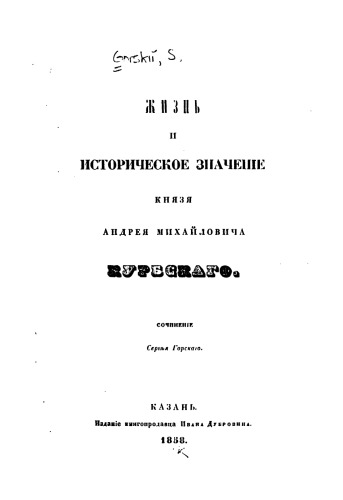 Gorskii, S.
ЖИЗНЬ
И
ИСТОРИЧЕСКОЕ ЗНАЧЕНІЕ
КНЯЗЯ
АНДРЕЯ МИХАЙЛОВИЧА
КУРБСКАГО.
СОЧИНЕНІЕ
Сергѣя Горскаго.
КАЗАНЬ.
Изданіе книгопродавца ИВАНА ДУБРОВИНА.
1858.
К